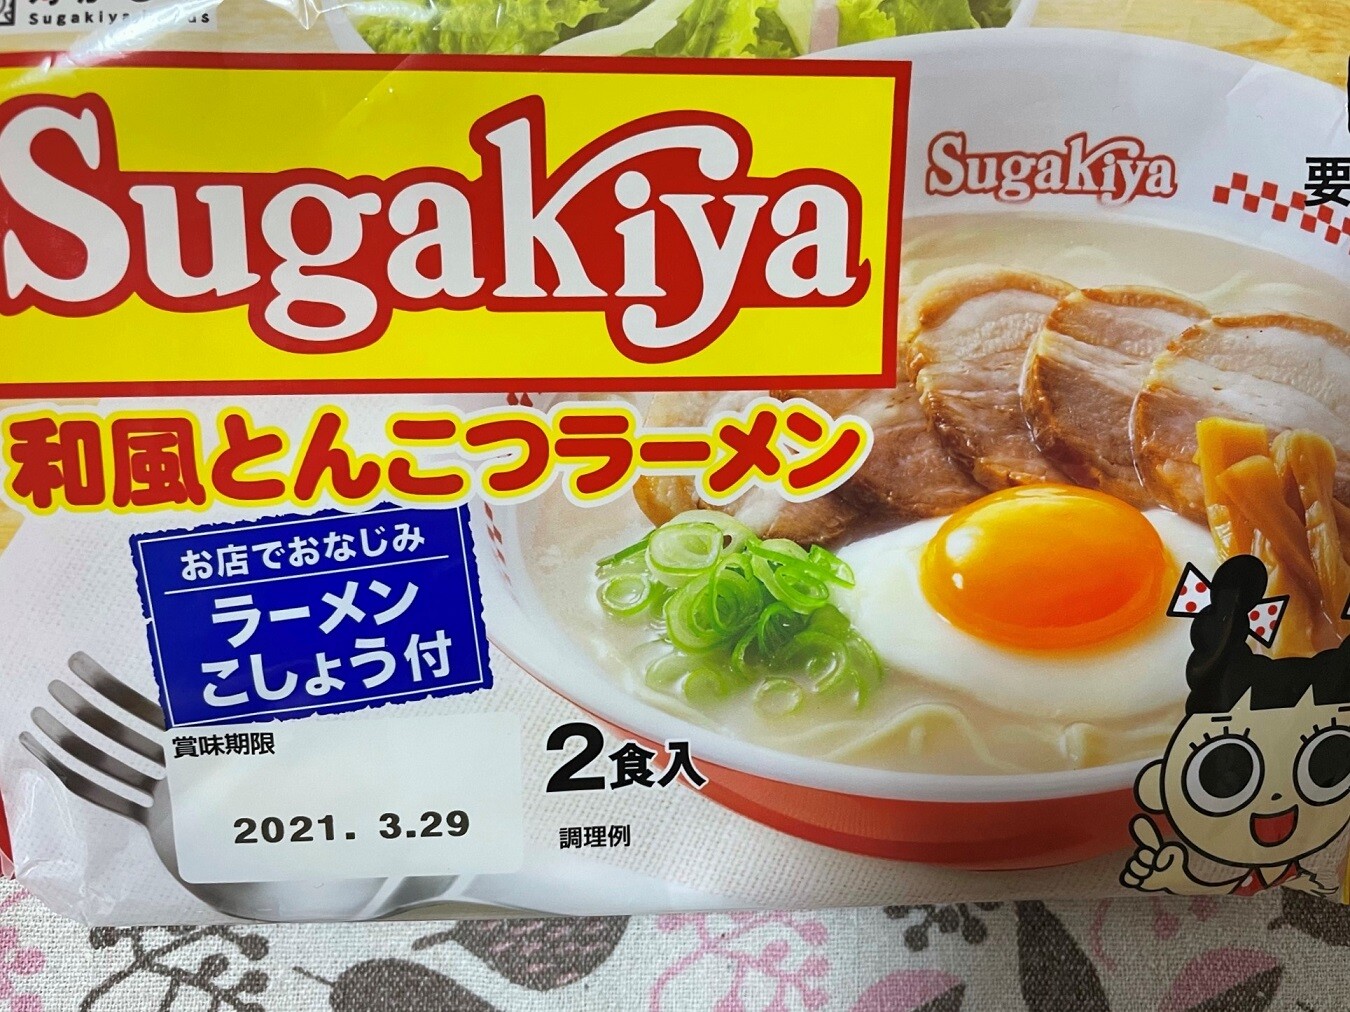 Sugakiya
Sugakiya
要
和風とんこつラーメン
お店でおなじみ
ラーメン
こしょう付
賞味期限
2021. 3.29
2食入
調理例